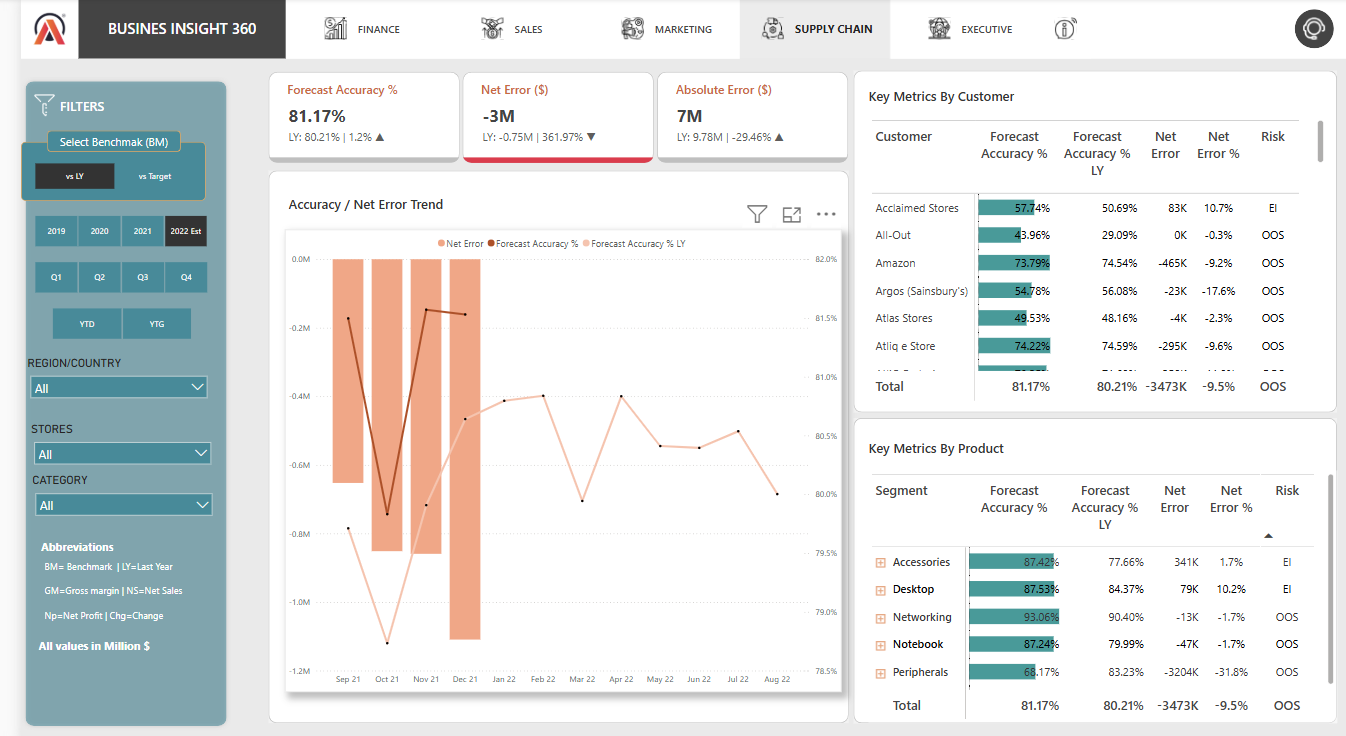 BUSINES INSIGHT 360
FINANCE
SALES
MARKETING
SUPPLY CHAIN
EXECUTIVE
FILTERS
Select Benchmak (BM)
vs LY vs Target
2019 2020 2021 2022 Est
Q1 Q2 Q3 Q4
YTD YTG
REGION/COUNTRY
All
STORES
All
CATEGORY
All
Abbreviations
BM= Benchmark | LY=Last Year
GM=Gross margin | NS=Net Sales
Np=Net Profit | Chg=Change
All values in Million $
Forecast Accuracy %
81.17%
LY: 80.21% | 1.2% ▲
Net Error ($)
-3M
LY: -0.75M | 361.97% ▼
Absolute Error ($)
7M
LY: 9.78M | -29.46% ▲
Accuracy / Net Error Trend
Net Error Forecast Accuracy % Forecast Accuracy % LY
0.0M 82.0%
-0.2M 81.5%
81.0%
-0.4M 80.5%
-0.6M 80.0%
-0.8M 79.5%
-1.0M 79.0%
-1.2M 78.5%
Sep 21 Oct 21 Nov 21 Dec 21 Jan 22 Feb 22 Mar 22 Apr 22 May 22 Jun 22 Jul 22 Aug 22
Key Metrics By Customer
Customer Forecast Accuracy % Forecast Accuracy % LY Net Error Net Error % Risk
Acclaimed Stores 57.74% 50.69% 83K 10.7% EI
All-Out 43.96% 29.09% 0K -0.3% OOS
Amazon 73.79% 74.54% -465K -9.2% OOS
Argos (Sainsbury's) 54.78% 56.08% -23K -17.6% OOS
Atlas Stores 49.53% 48.16% -4K -2.3% OOS
Atliq e Store 74.22% 74.59% -295K -9.6% OOS
Total 81.17% 80.21% -3473K -9.5% OOS
Key Metrics By Product
Segment Forecast Accuracy % Forecast Accuracy % LY Net Error Net Error % Risk
Accessories 87.42% 77.66% 341K 1.7% EI
Desktop 87.53% 84.37% 79K 10.2% EI
Networking 93.06% 90.40% -13K -1.7% OOS
Notebook 87.24% 79.99% -47K -1.7% OOS
Peripherals 68.17% 83.23% -3204K -31.8% OOS
Total 81.17% 80.21% -3473K -9.5% OOS